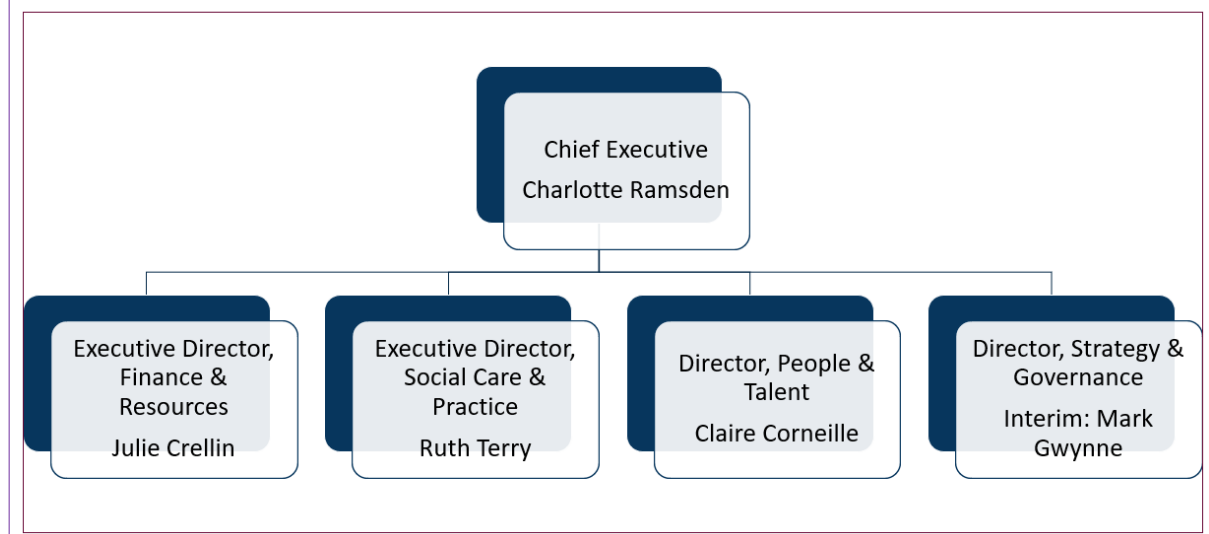 Chief Executive
Charlotte Ramsden
Executive Director,
Finance &
Resources
Julie Crellin
Executive Director,
Social Care &
Practice
Ruth Terry
Director, People &
Talent
Claire Corneille
Director, Strategy &
Governance
Interim: Mark
Gwynne